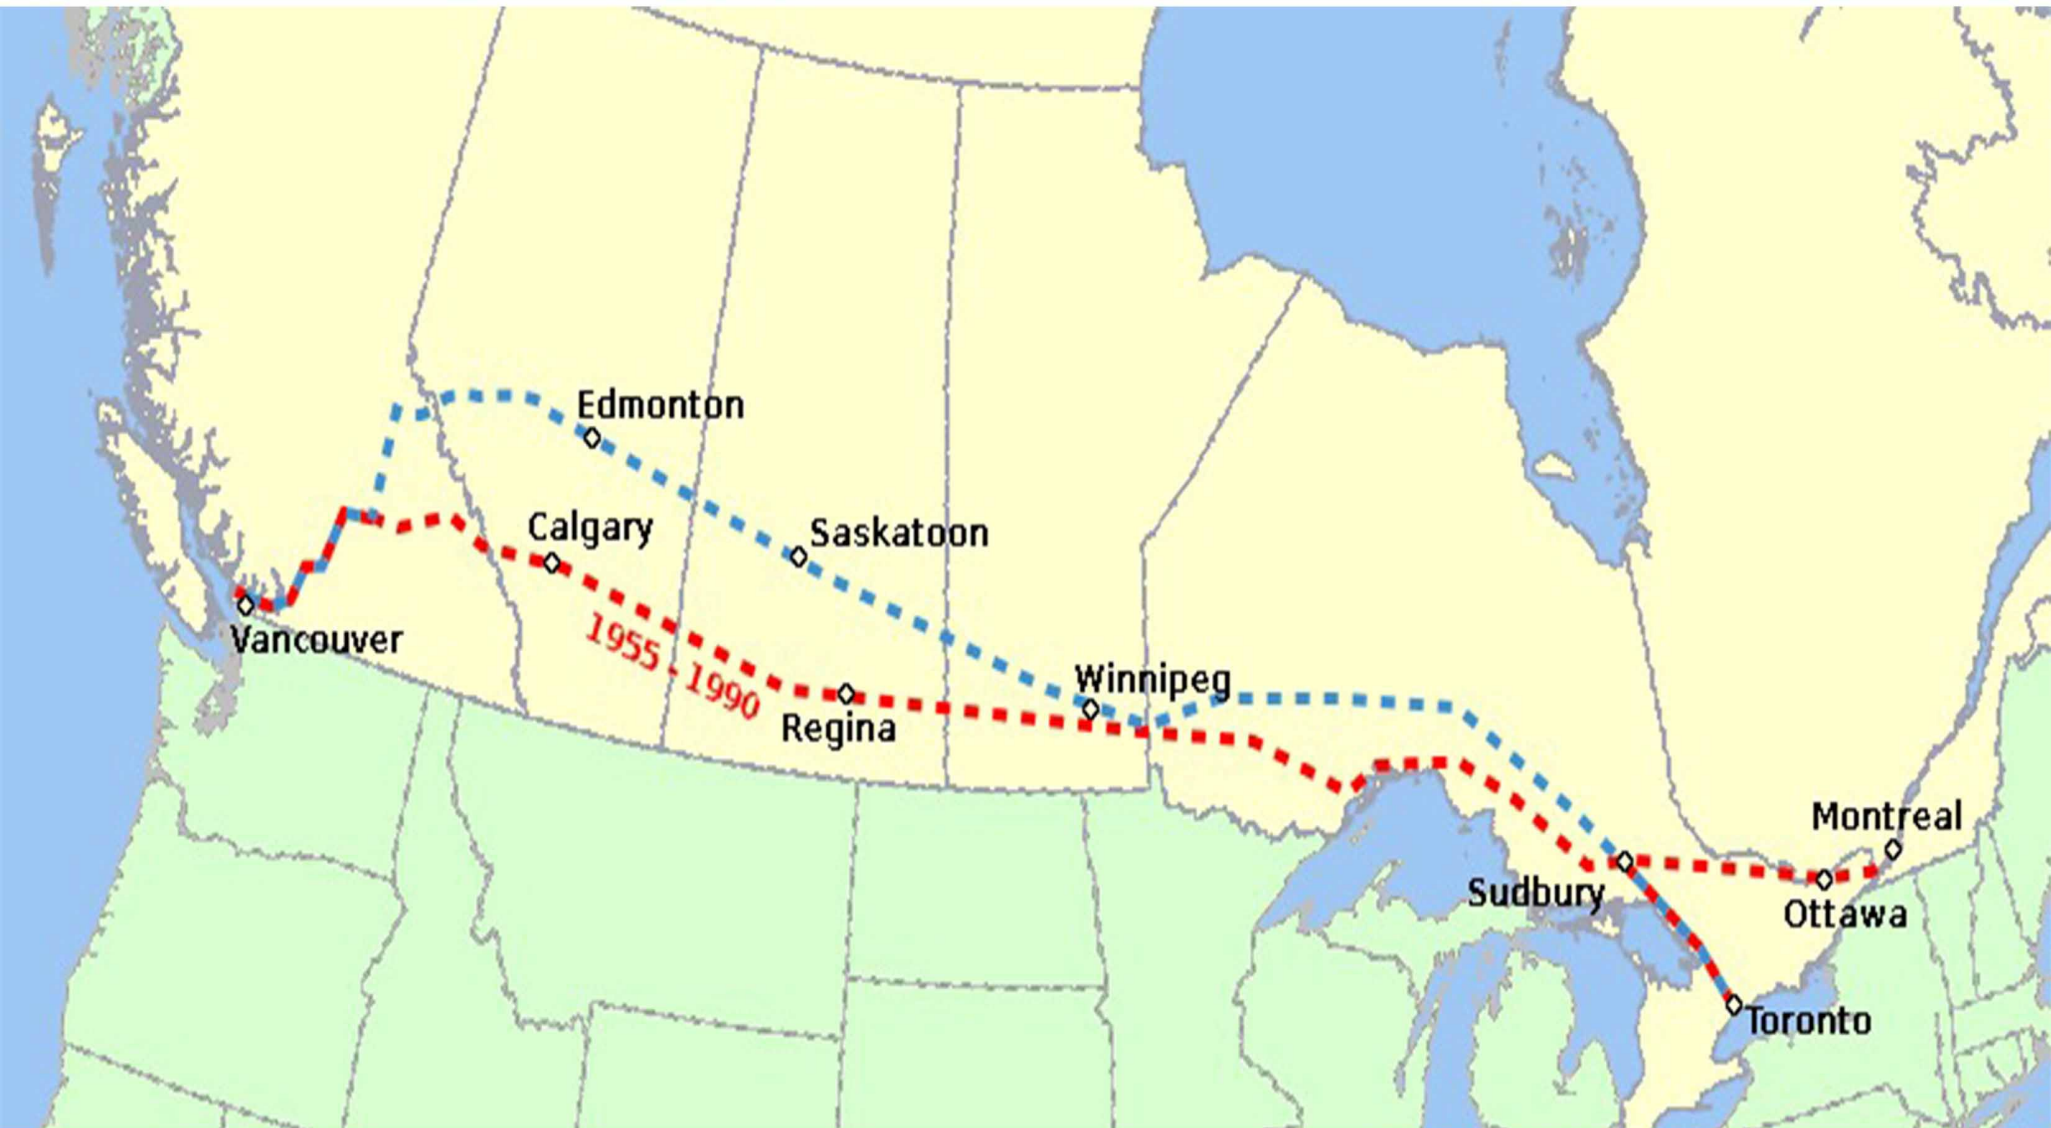 Edmonton
Calgary
Saskatoon
Vancouver
1955-1990
Winnipeg
Regina
Montreal
Sudbury
Ottawa
Toronto